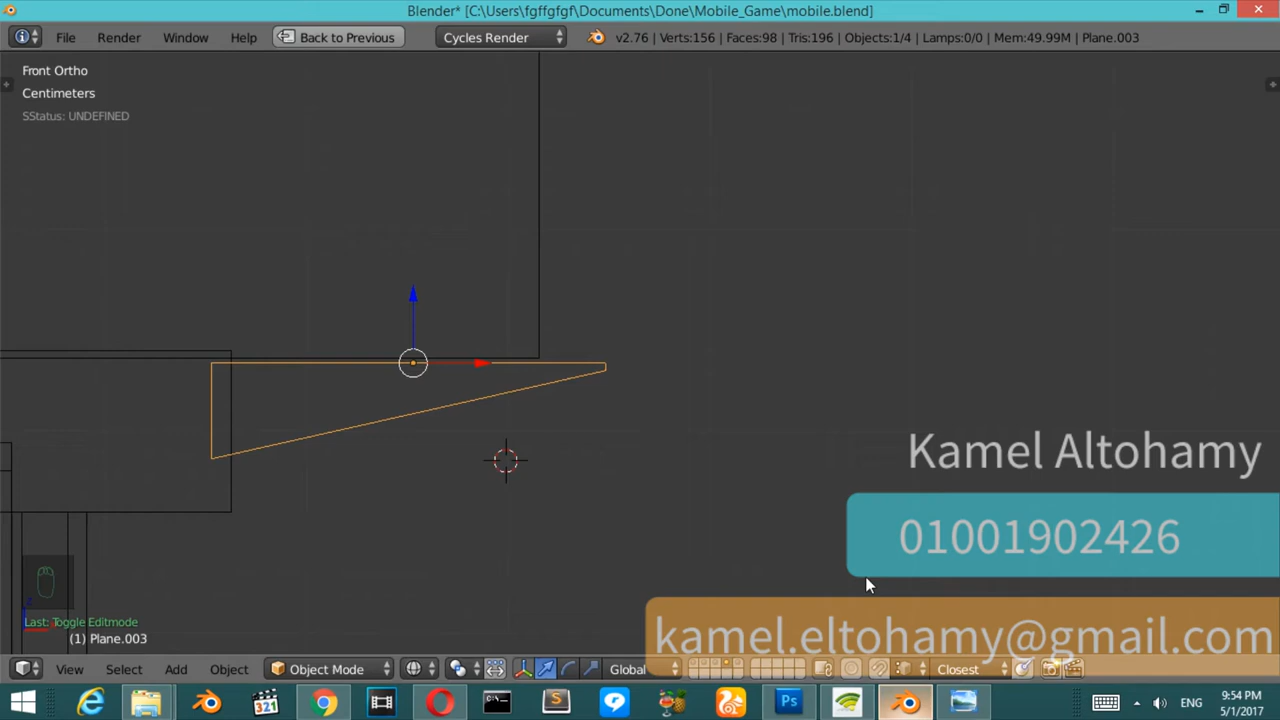 Blender* [C:\Users\fgffgfgf\Documents\Done\Mobile_Game\mobile.blend]
File Render Window Help Back to Previous Cycles Render v2.76 | Verts:156 | Faces:98 | Tris:196 | Objects:1/4 | Lamps:0/0 | Mem:49.99M | Plane.003
Front Ortho
Centimeters
SStatus: UNDEFINED
Kamel Altohamy
01001902426
Last: Toggle Editmode
(1) Plane.003
kamel.eltohamy@gmail.com
View Select Add Object Object Mode Global Closest
321
Ps
ENG
9:54 PM
5/1/2017